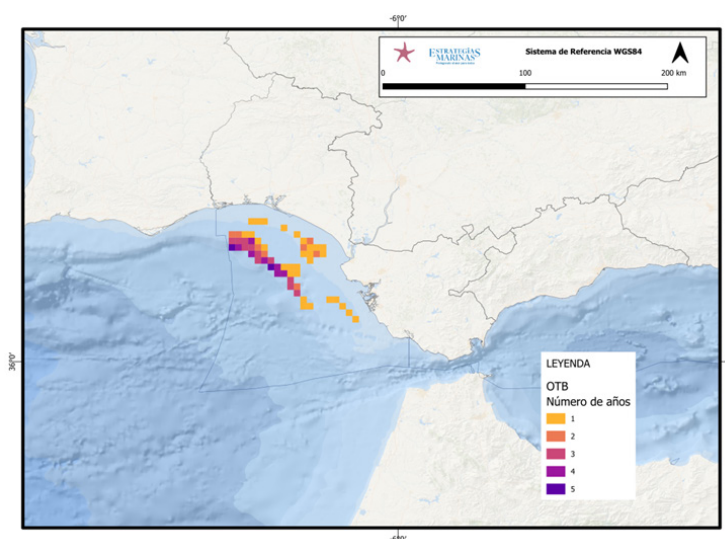 -6°0'
ESTRATEGIAS
MARINAS
Sistema de Referencia WGS84
0 100 200 km
36°0'
LEYENDA
OTB
Número de años
1
2
3
4
5
-6°0'